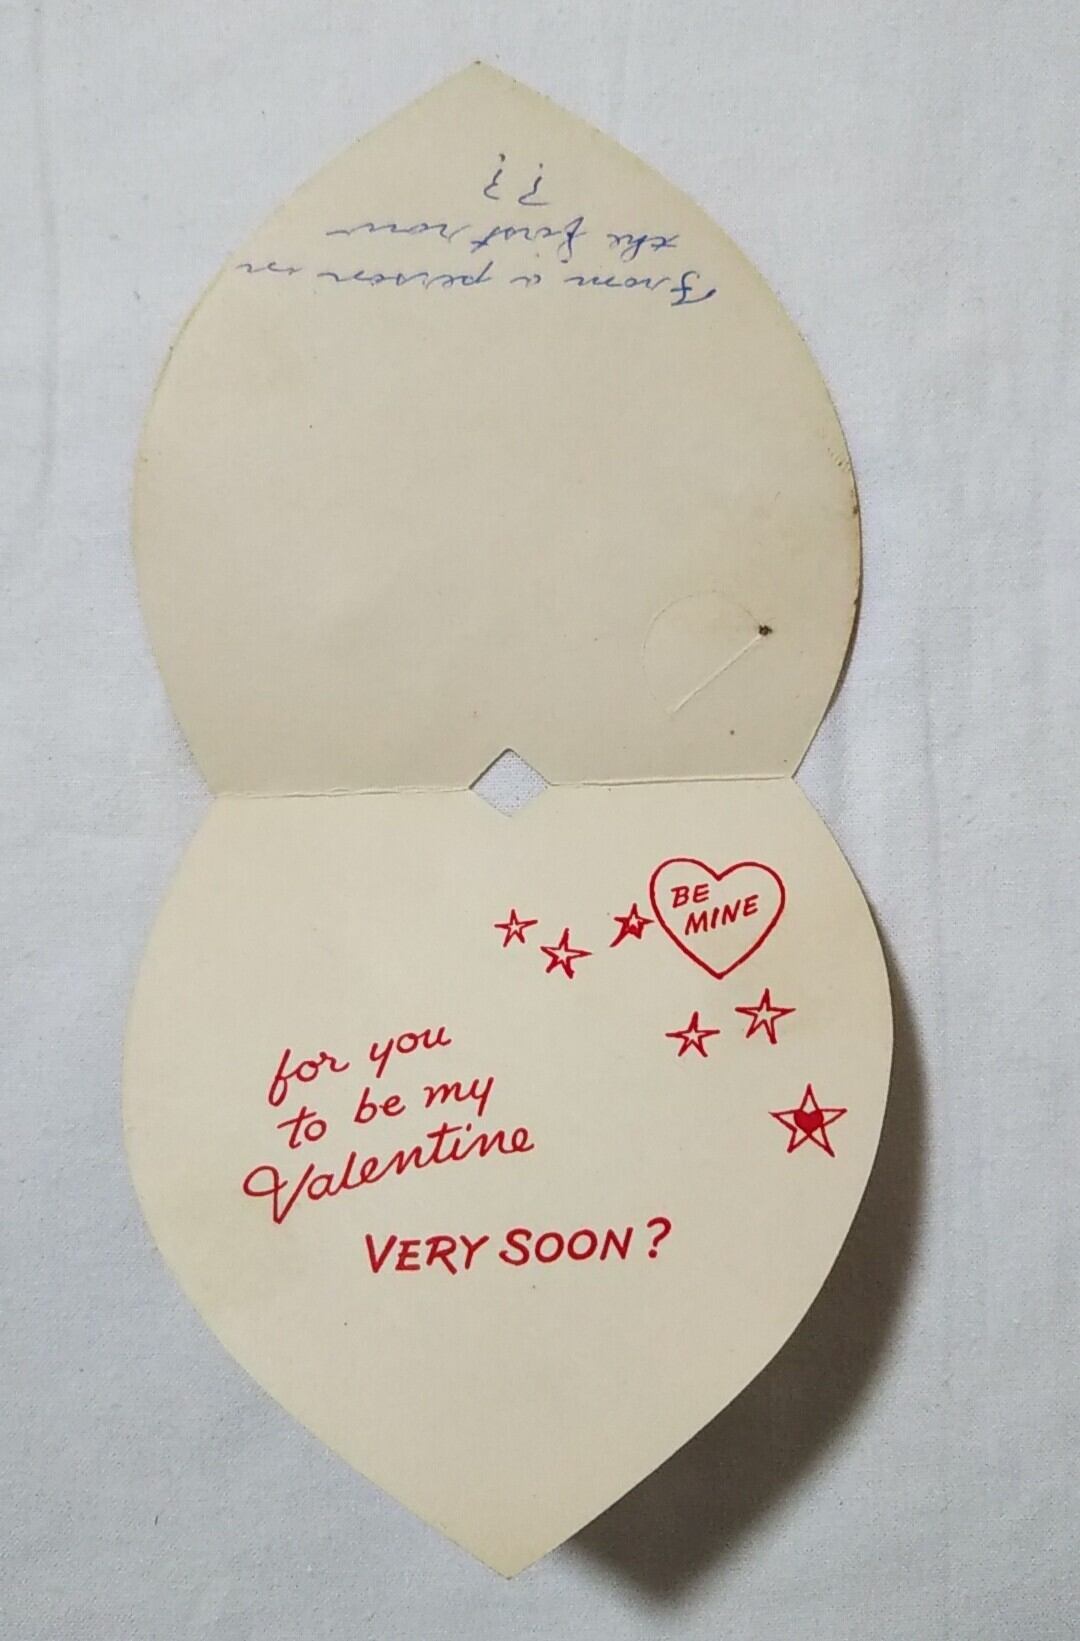 From a person in
the first row
??
BE
MINE
for you
to be my
Valentine
VERY SOON?